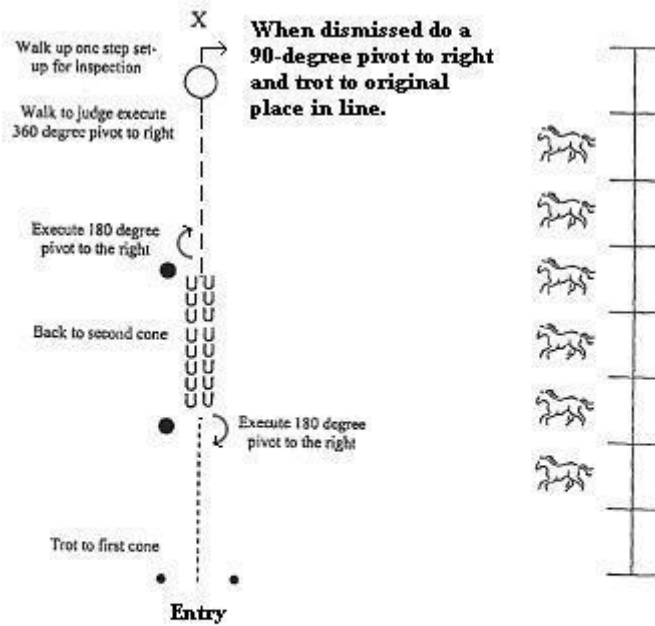 X
Walk up one step set-
up for inspection
When dismissed do a
90-degree pivot to right
and trot to original
place in line.
Walk to judge execute
360 degree pivot to right
Execute 180 degree
pivot to the right
Back to second cone
Execute 180 degree
pivot to the right
Trot to first cone
Entry